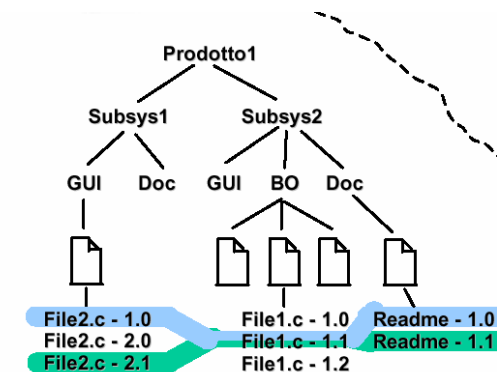 Prodotto1
Subsys1 Subsys2
GUI Doc GUI BO Doc
File2.c - 1.0 File1.c - 1.0 Readme - 1.0
File2.c - 2.0 File1.c - 1.1 Readme - 1.1
File2.c - 2.1 File1.c - 1.2